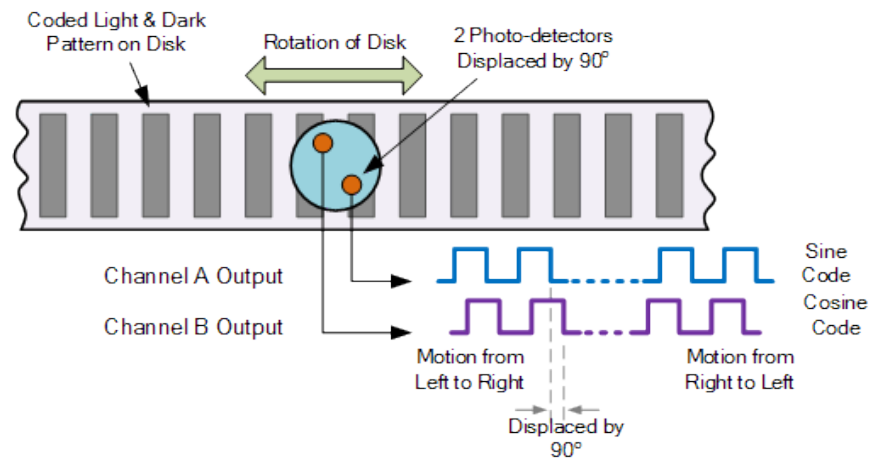 Coded Light & Dark
Pattern on Disk
Rotation of Disk
2 Photo-detectors
Displaced by 90°
Channel A Output
Sine
Code
Channel B Output
Cosine
Code
Motion from
Left to Right
Motion from
Right to Left
Displaced by
90°